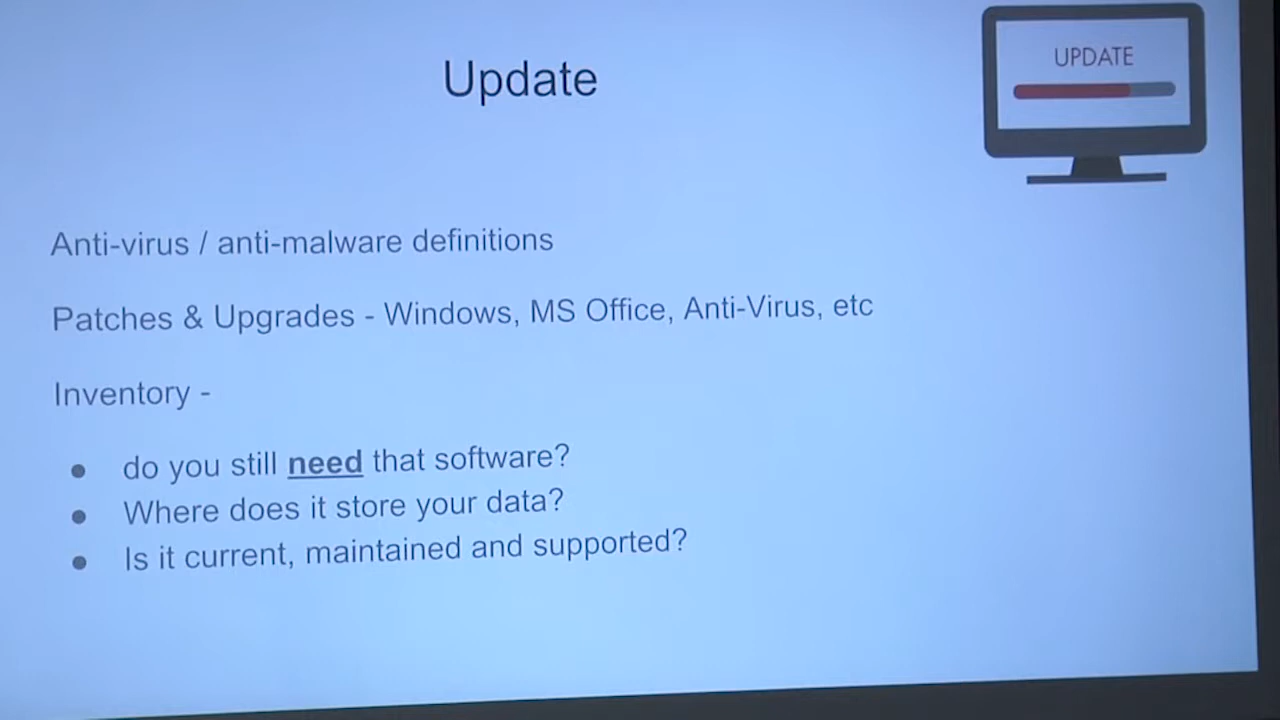 Update
UPDATE
Anti-virus / anti-malware definitions
Patches & Upgrades - Windows, MS Office, Anti-Virus, etc
Inventory -
● do you still need that software?
● Where does it store your data?
● Is it current, maintained and supported?